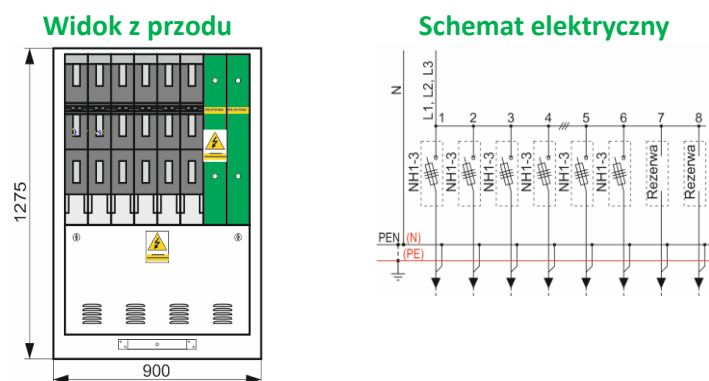 Widok z przodu
Schemat elektryczny
1275
900
N
L1, L2, L3
1 2 3 4 5 6 7 8
NH1-3 NH1-3 NH1-3 NH1-3 NH1-3 NH1-3 Rezerwa Rezerwa
PEN (N)
(PE)